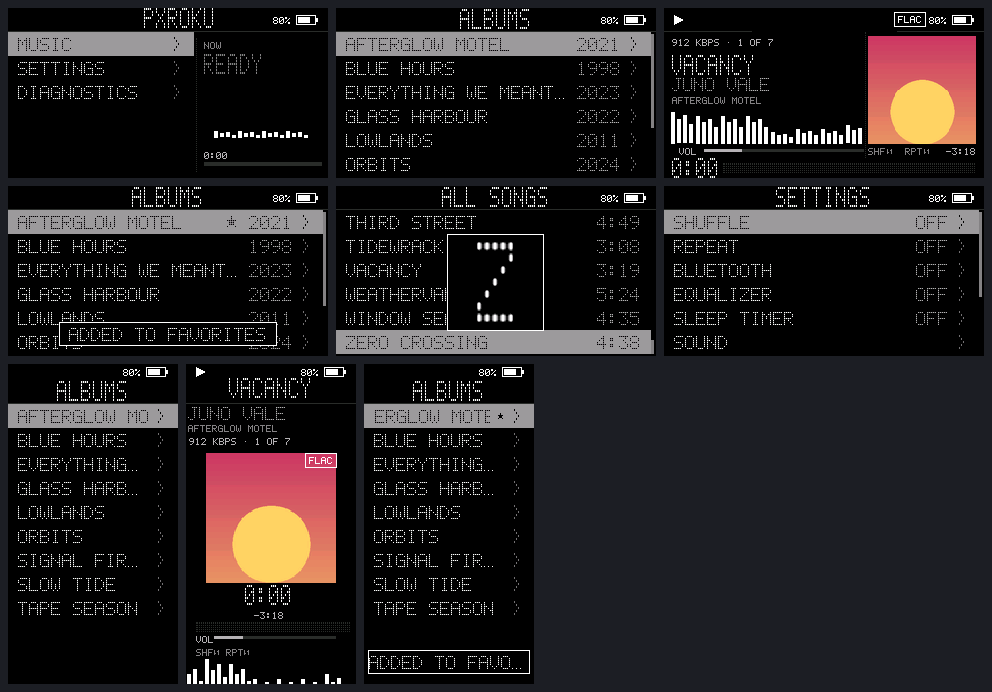 PXROKU 80%
MUSIC
SETTINGS
DIAGNOSTICS
NOW
READY
0:00
ALBUMS 80%
AFTERGLOW MOTEL 2021
BLUE HOURS 1998
EVERYTHING WE MEANT... 2023
GLASS HARBOUR 2022
LOWLANDS 2011
ORBITS 2024
FLAC 80%
912 KBPS · 1 OF 7
VACANCY
JUNO VALE
AFTERGLOW MOTEL
VOL SHFN RPTN -3:18
0:00
ALBUMS 80%
AFTERGLOW MOTEL ★ 2021
BLUE HOURS 1998
EVERYTHING WE MEANT... 2023
GLASS HARBOUR 2022
LOWLANDS 2011
ADDED TO FAVORITES
ALL SONGS 80%
THIRD STREET 4:49
TIDEWRACK 3:08
VACANCY 3:19
5:24
WINDOW 4:35
ZERO CROSSING 4:38
Z
SETTINGS 80%
SHUFFLE OFF
REPEAT OFF
BLUETOOTH OFF
EQUALIZER OFF
SLEEP TIMER OFF
SOUND
80%
ALBUMS
AFTERGLOW MO
BLUE HOURS
EVERYTHING...
GLASS HARB...
LOWLANDS
ORBITS
SIGNAL FIR...
SLOW TIDE
TAPE SEASON
80%
VACANCY
JUNO VALE
AFTERGLOW MOTEL
912 KBPS · 1 OF 7
FLAC
0:00
-3:18
VOL
SHFN RPTN
80%
ALBUMS
ERGLOW MOTE ★
BLUE HOURS
EVERYTHING...
GLASS HARB...
LOWLANDS
ORBITS
SIGNAL FIR...
SLOW TIDE
TAPE SEASON
ADDED TO FAVO...